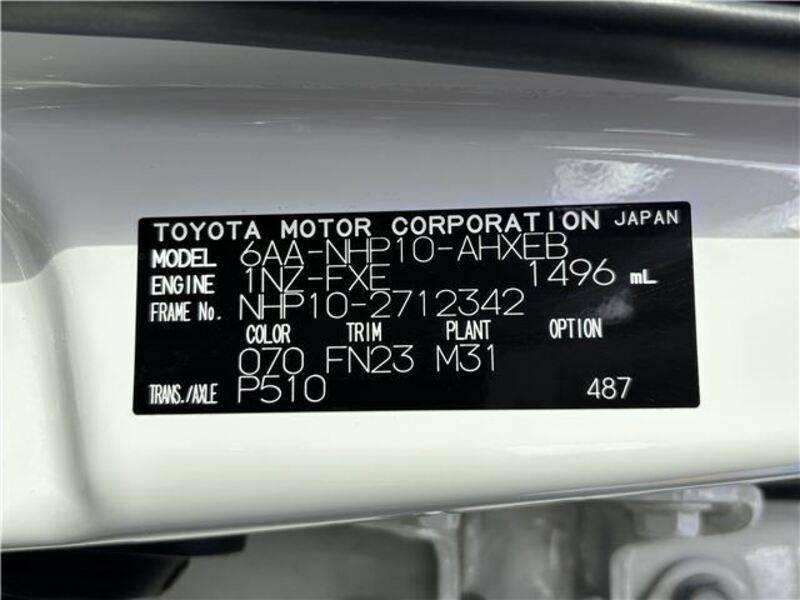 TOYOTA MOTOR CORPORATION JAPAN
MODEL 6AA-NHP10-AHXEB
ENGINE 1NZ-FXE 1496 mL
FRAME No. NHP10-2712342
COLOR TRIM PLANT OPTION
070 FN23 M31
TRANS./AXLE P510 487